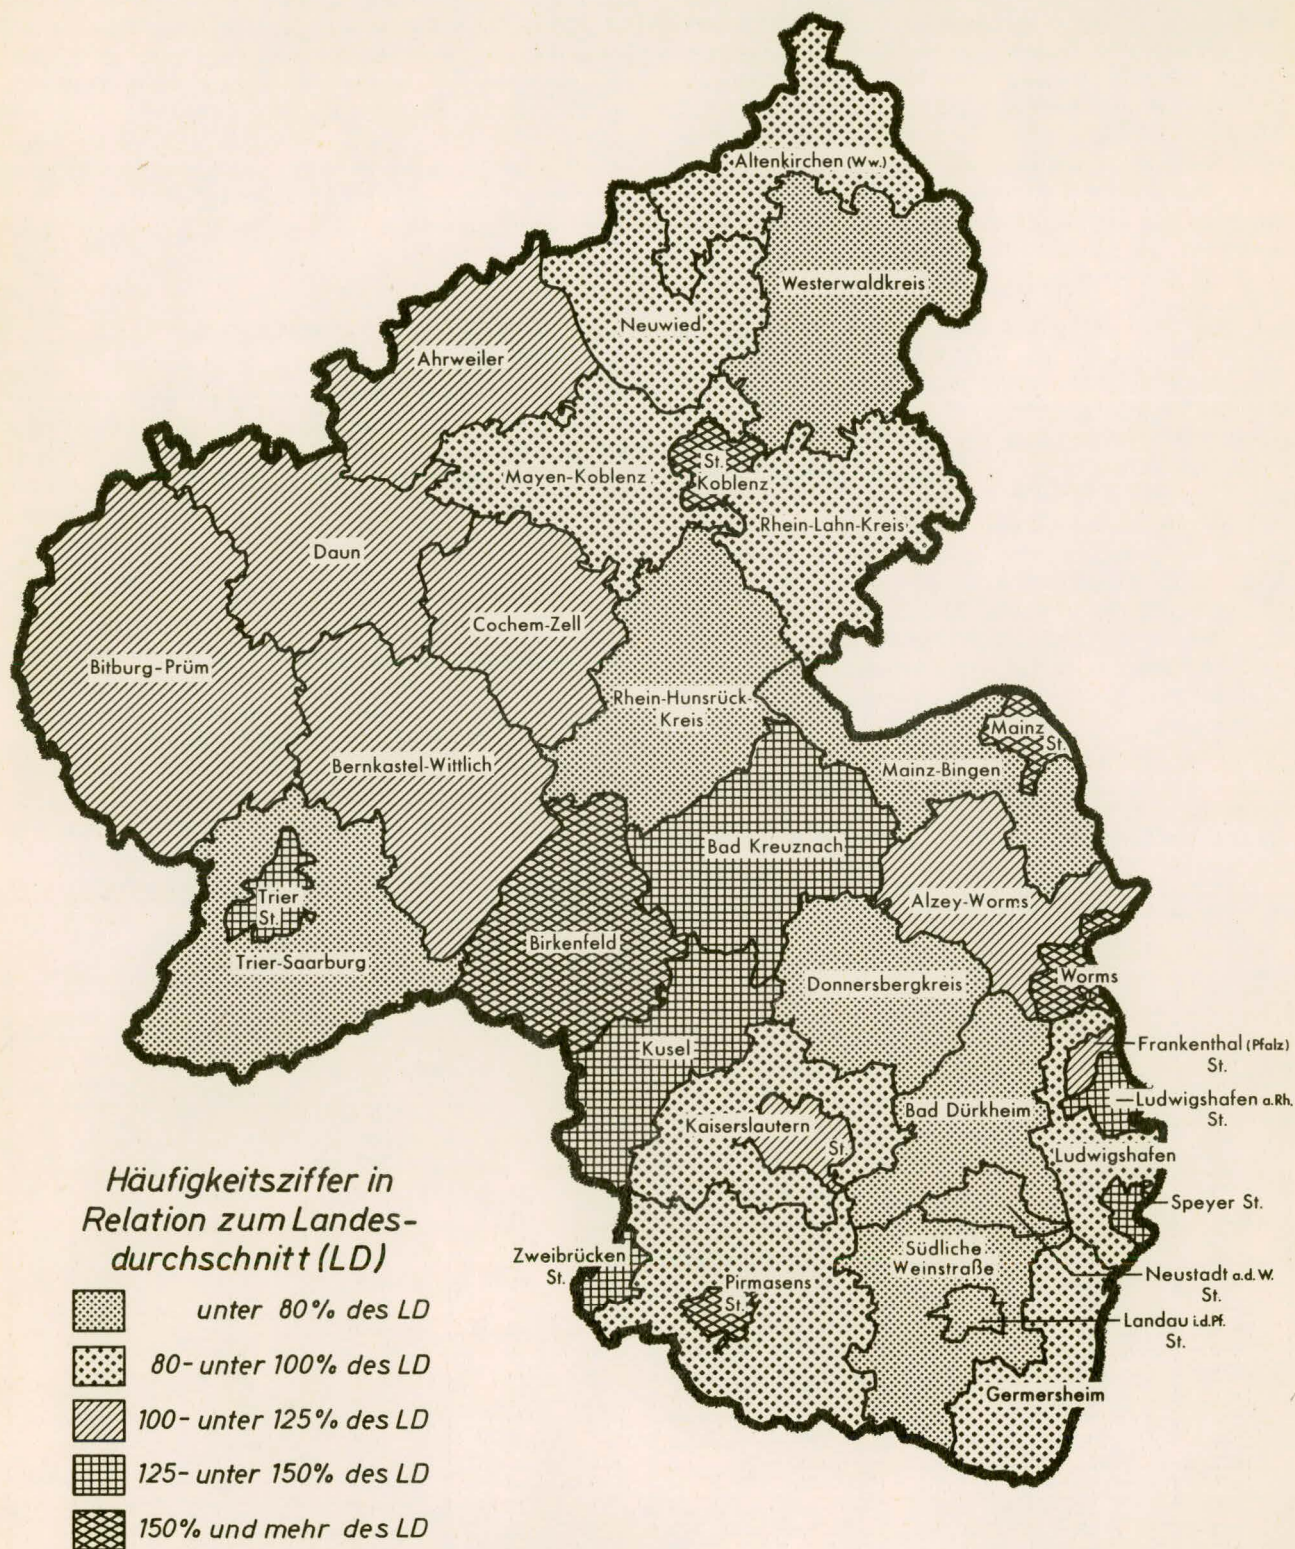 Altenkirchen (Ww.)
Westerwaldkreis
Neuwied
Ahrweiler
St.
Koblenz
Mayen-Koblenz
Rhein-Lahn-Kreis
Daun
Cochem-Zell
Bitburg-Prüm
Rhein-Hunsrück-
Kreis
Mainz
St.
Bernkastel-Wittlich
Mainz-Bingen
Bad Kreuznach
Trier
St.
Alzey-Worms
Birkenfeld
Trier-Saarburg
Worms
Donnersbergkreis
Kusel
Frankenthal (Pfalz)
St.
Ludwigshafen a.Rh.
St.
Bad Dürkheim
Kaiserslautern
St.
Ludwigshafen
Speyer St.
Zweibrücken
St.
Südliche
Weinstraße
Neustadt a.d.W.
St.
Pirmasens
St.
Landau i.d.Pf.
St.
Germersheim
Häufigkeitsziffer in
Relation zum Landes-
durchschnitt (LD)
unter 80% des LD
80- unter 100% des LD
100- unter 125% des LD
125- unter 150% des LD
150% und mehr des LD